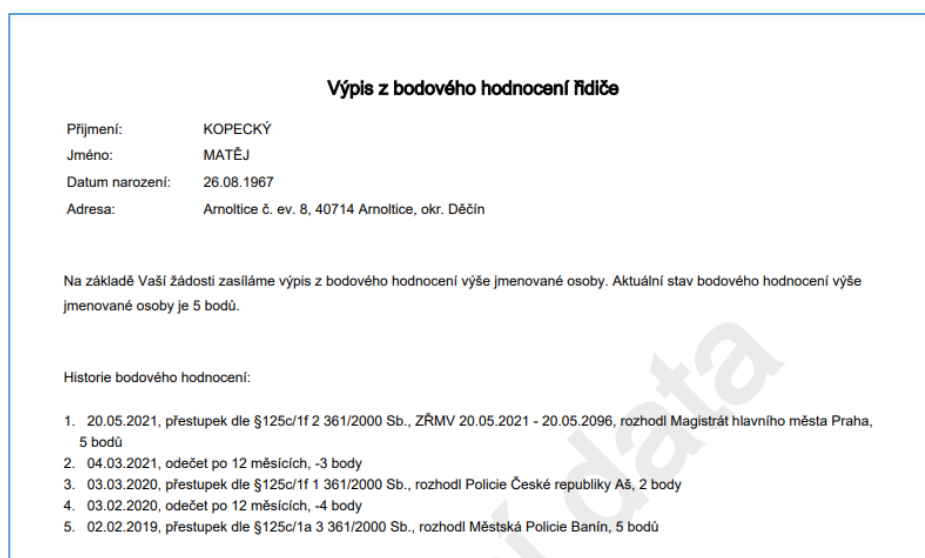 Výpis z bodového hodnocení řidiče
Přijmení: KOPECKÝ
Jméno: MATĚJ
Datum narození: 26.08.1967
Adresa: Arnoltice č. ev. 8, 40714 Arnoltice, okr. Děčín
Na základě Vaší žádosti zasíláme výpis z bodového hodnocení výše jmenované osoby. Aktuální stav bodového hodnocení výše
jmenované osoby je 5 bodů.
Historie bodového hodnocení:
1. 20.05.2021, přestupek dle §125c/1f 2 361/2000 Sb., ZŘMV 20.05.2021 - 20.05.2096, rozhodl Magistrát hlavního města Praha,
5 bodů
2. 04.03.2021, odečet po 12 měsících, -3 body
3. 03.03.2020, přestupek dle §125c/1f 1 361/2000 Sb., rozhodl Policie České republiky Aš, 2 body
4. 03.02.2020, odečet po 12 měsících, -4 body
5. 02.02.2019, přestupek dle §125c/1a 3 361/2000 Sb., rozhodl Městská Policie Banín, 5 bodů
data